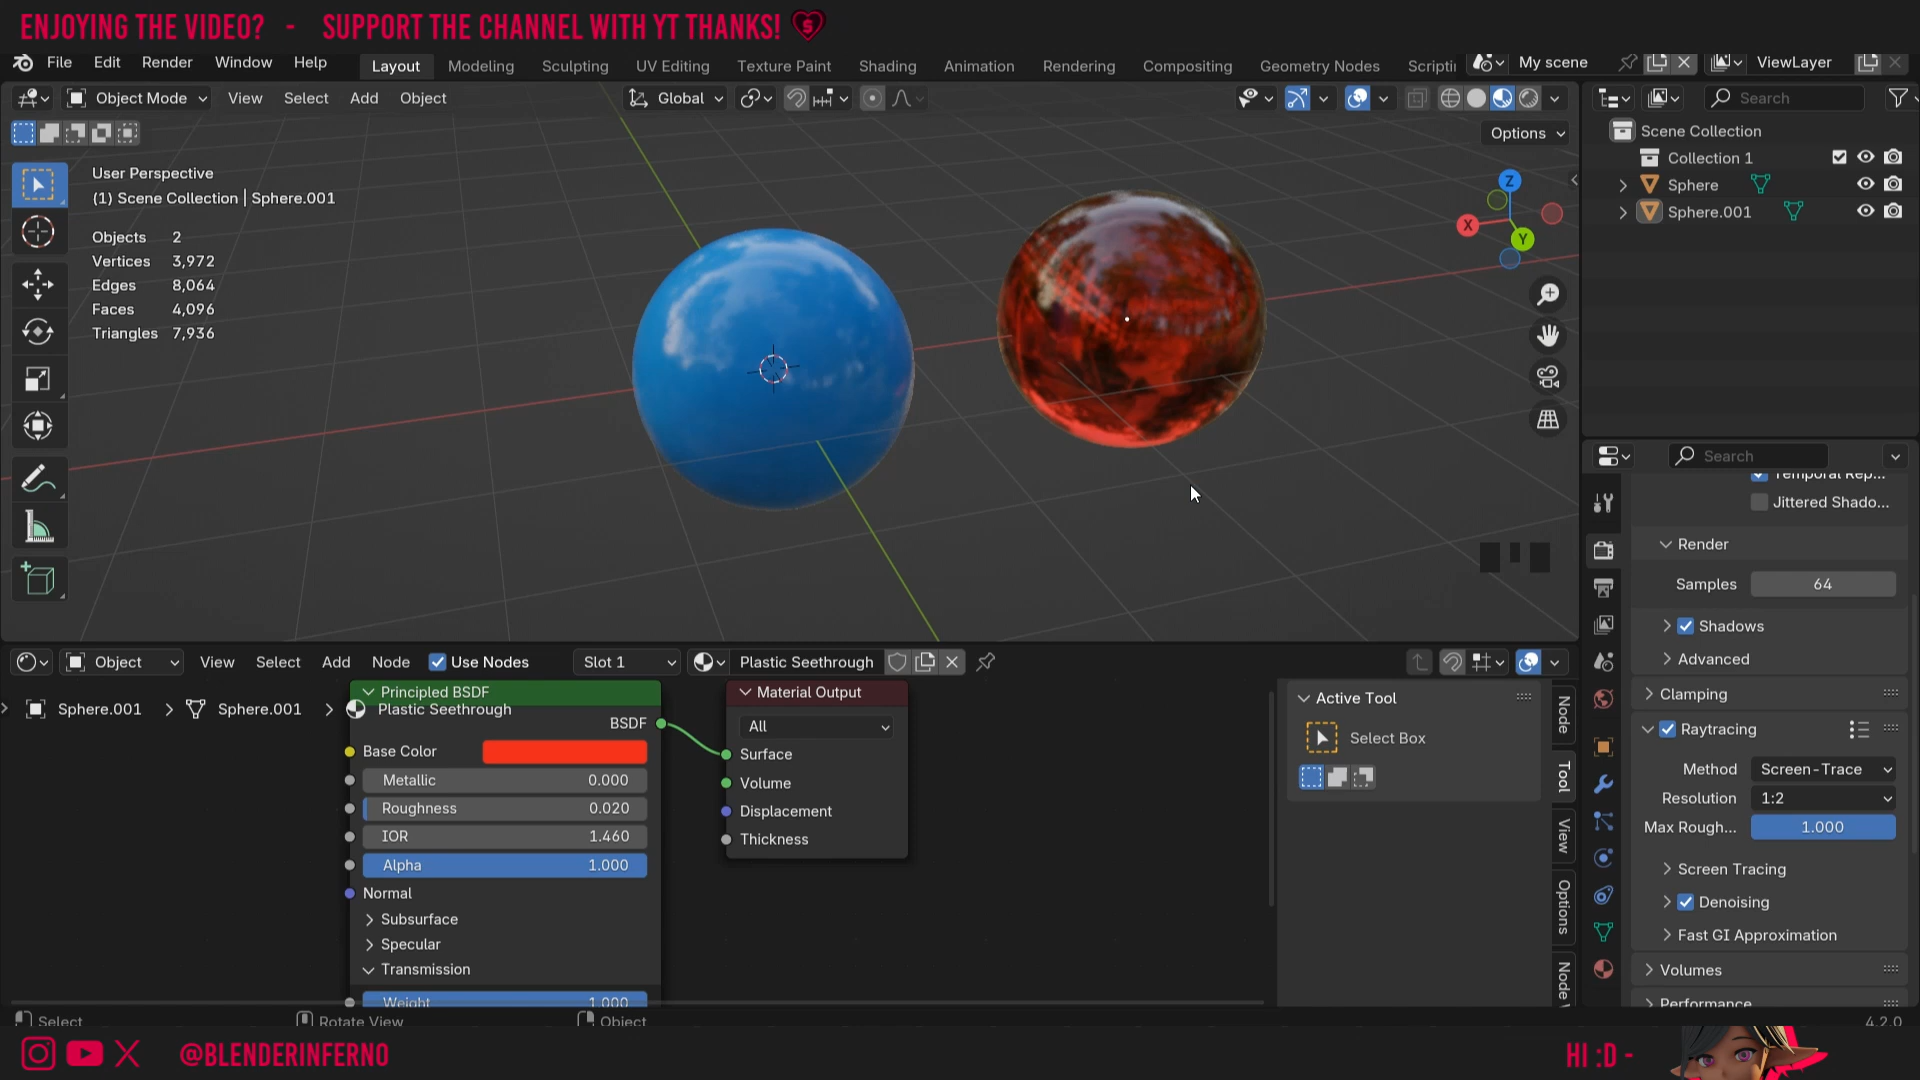 ENJOYING THE VIDEO? - SUPPORT THE CHANNEL WITH YT THANKS!
File Edit Render Window Help Layout Modeling Sculpting UV Editing Texture Paint Shading Animation Rendering Compositing Geometry Nodes Scripti My scene ViewLayer
Object Mode View Select Add Object Global Search
Options
User Perspective
(1) Scene Collection | Sphere.001
Objects 2
Vertices 3,972
Edges 8,064
Faces 4,096
Triangles 7,936
Z
X
Y
Scene Collection
Collection 1
Sphere
Sphere.001
Search
Temporal Rep...
Jittered Shado...
Render
Samples 64
Shadows
Advanced
Clamping
Raytracing
Method Screen-Trace
Resolution 1:2
Max Rough... 1.000
Screen Tracing
Denoising
Fast GI Approximation
Volumes
Performance
Object View Select Add Node Use Nodes Slot 1 Plastic Seethrough
Sphere.001 Sphere.001 Plastic Seethrough
Principled BSDF
BSDF
Base Color
Metallic 0.000
Roughness 0.020
IOR 1.460
Alpha 1.000
Normal
Subsurface
Specular
Transmission
Weight 1.000
Material Output
All
Surface
Volume
Displacement
Thickness
Active Tool
Select Box
Node
Tool
View
Options
Node
Select Rotate View Object 4.2.0
@BLENDERINFERNO HI :D -